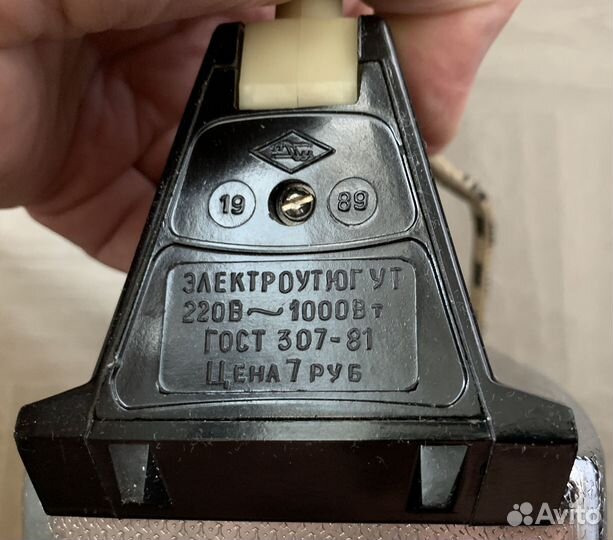 19 89
ЭЛЕКТРОУТЮГ УТ
220В ~ 1000Вт
ГОСТ 307-81
ЦЕНА 7 РУБ
Avito